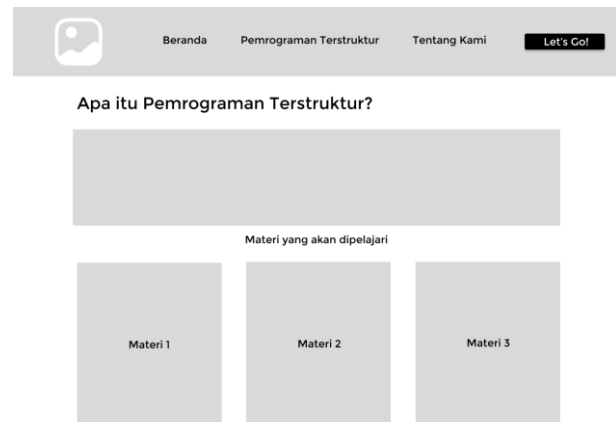 Beranda Pemrograman Terstruktur Tentang Kami Let's Go!
Apa itu Pemrograman Terstruktur?
Materi yang akan dipelajari
Materi 1 Materi 2 Materi 3